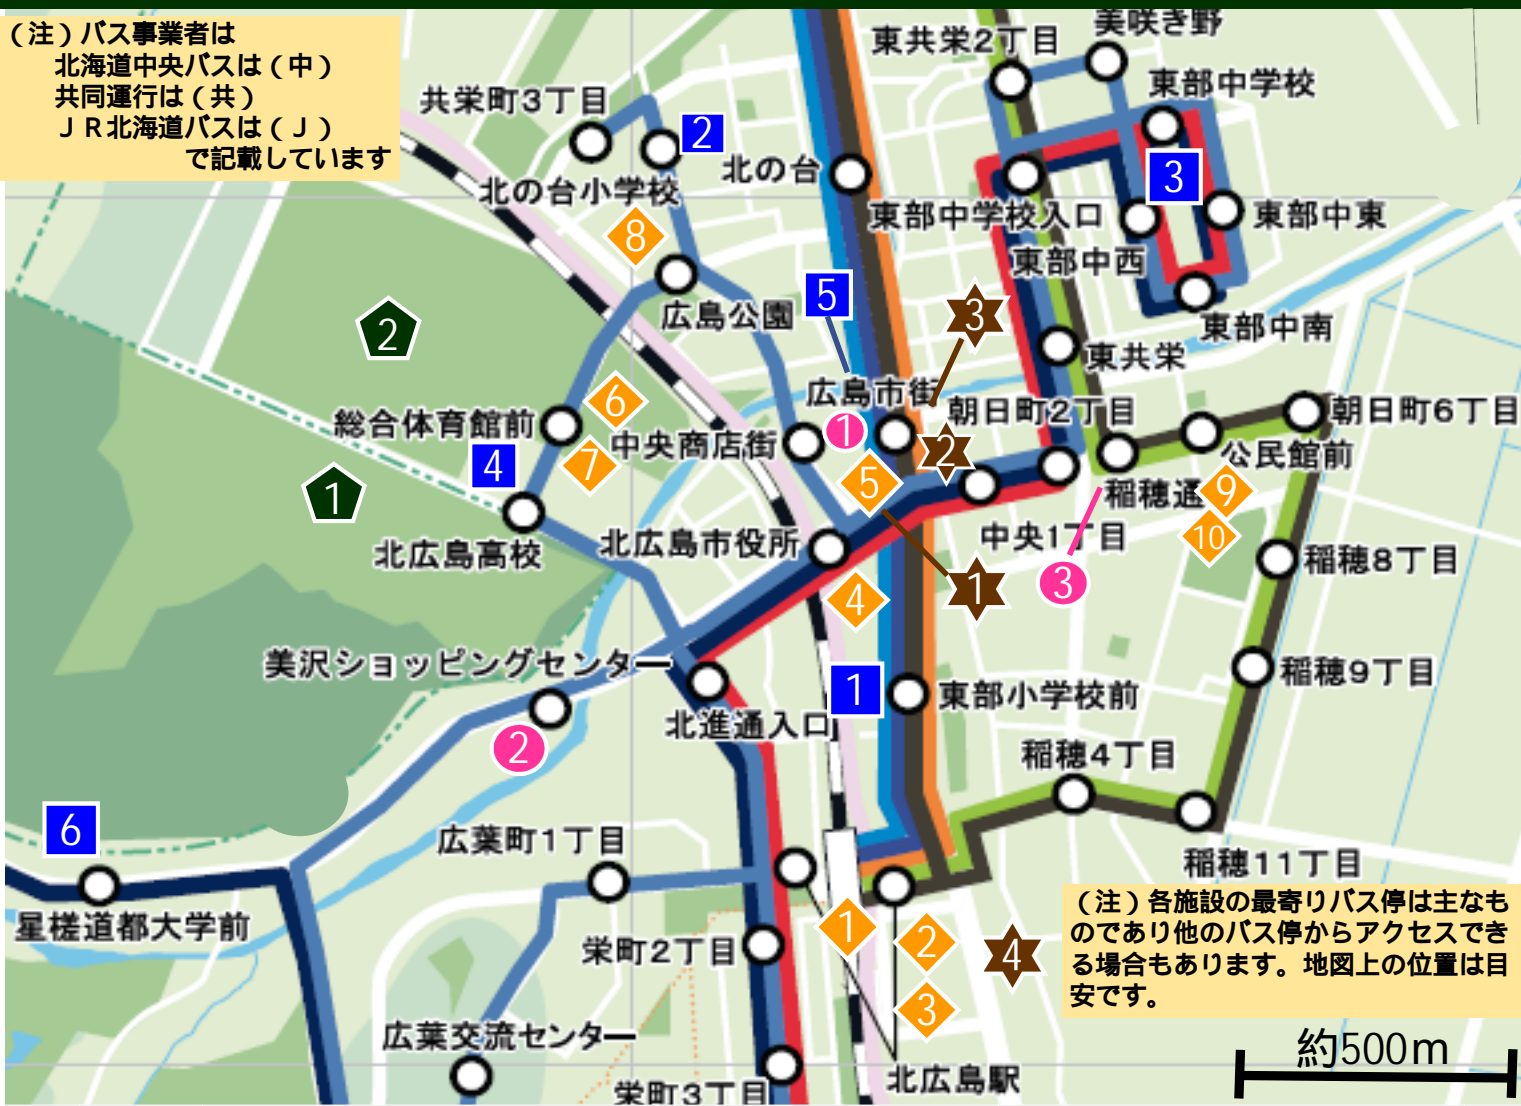 （注）バス事業者は
北海道中央バスは（中）
共同運行は（共）
ＪＲ北海道バスは（Ｊ）
で記載しています
東共栄2丁目
美咲き野
東部中学校
共栄町3丁目
2
北の台
3
北の台小学校
東部中学校入口
東部中東
8
東部中西
5
3
広島公園
東部中南
2
東共栄
広島市街
6
朝日町2丁目
朝日町6丁目
総合体育館前
1
中央商店街
2
公民館前
4
7
5
稲穂通
9
1
中央1丁目
10
北広島高校
北広島市役所
稲穂8丁目
3
1
4
美沢ショッピングセンター
稲穂9丁目
1
東部小学校前
北進通入口
2
稲穂4丁目
6
広葉町1丁目
稲穂11丁目
星槎道都大学前
1
2
栄町2丁目
4
3
（注）各施設の最寄りバス停は主なも
のであり他のバス停からアクセスでき
る場合もあります。地図上の位置は目
安です。
広葉交流センター
約500m
北広島駅
栄町3丁目